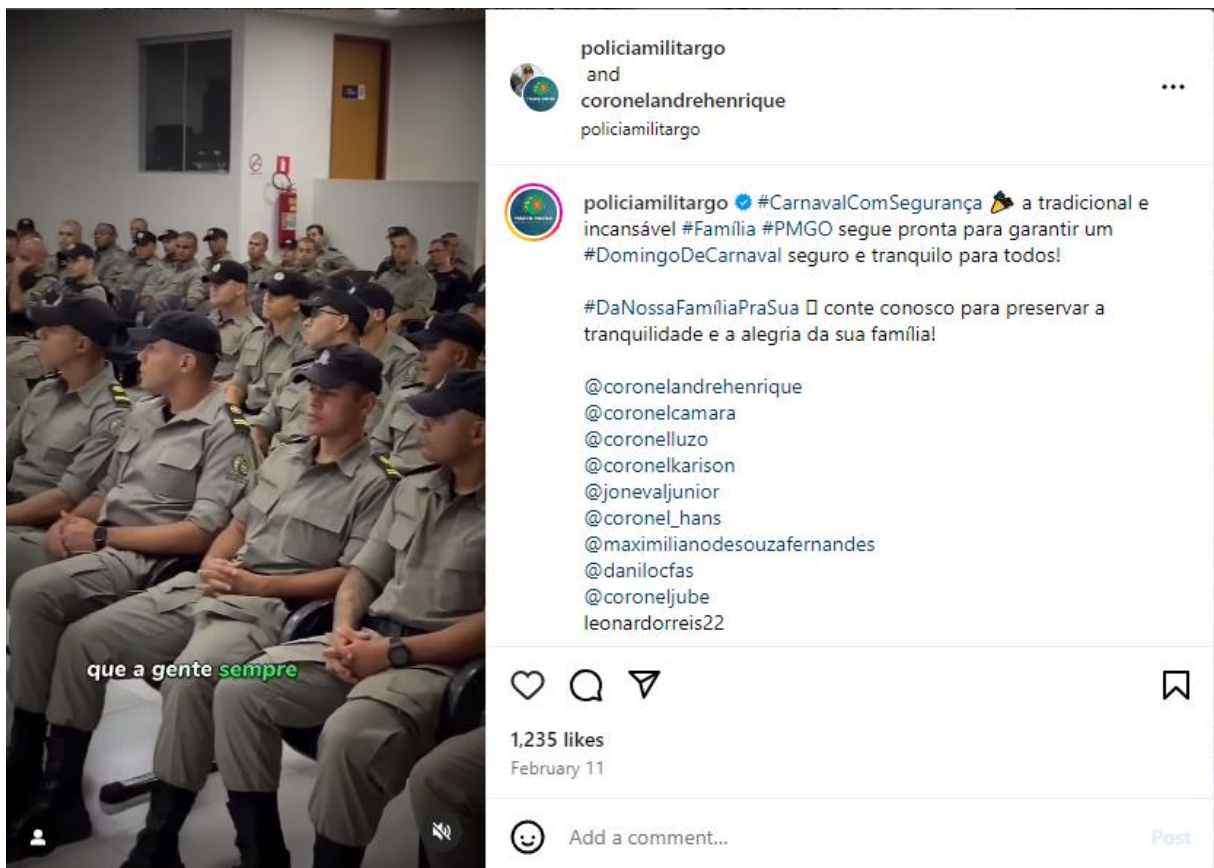 policiamilitargo
and
coronelandrehenrique
policiamilitargo
policiamilitargo #CarnavalComSegurança 🎉 a tradicional e
incansável #Família #PMGO segue pronta para garantir um
#DomingoDeCarnaval seguro e tranquilo para todos!
#DaNossaFamíliaPraSua ▯ conte conosco para preservar a
tranquilidade e a alegria da sua família!
@coronelandrehenrique
@coronelcamara
@coronelluzo
@coronelkarison
@jonevaljunior
@coronel_hans
@maximilianodesouzafernandes
@danilocfas
@coroneljube
leonardorreis22
que a gente sempre
1,235 likes
February 11
Add a comment...
Post